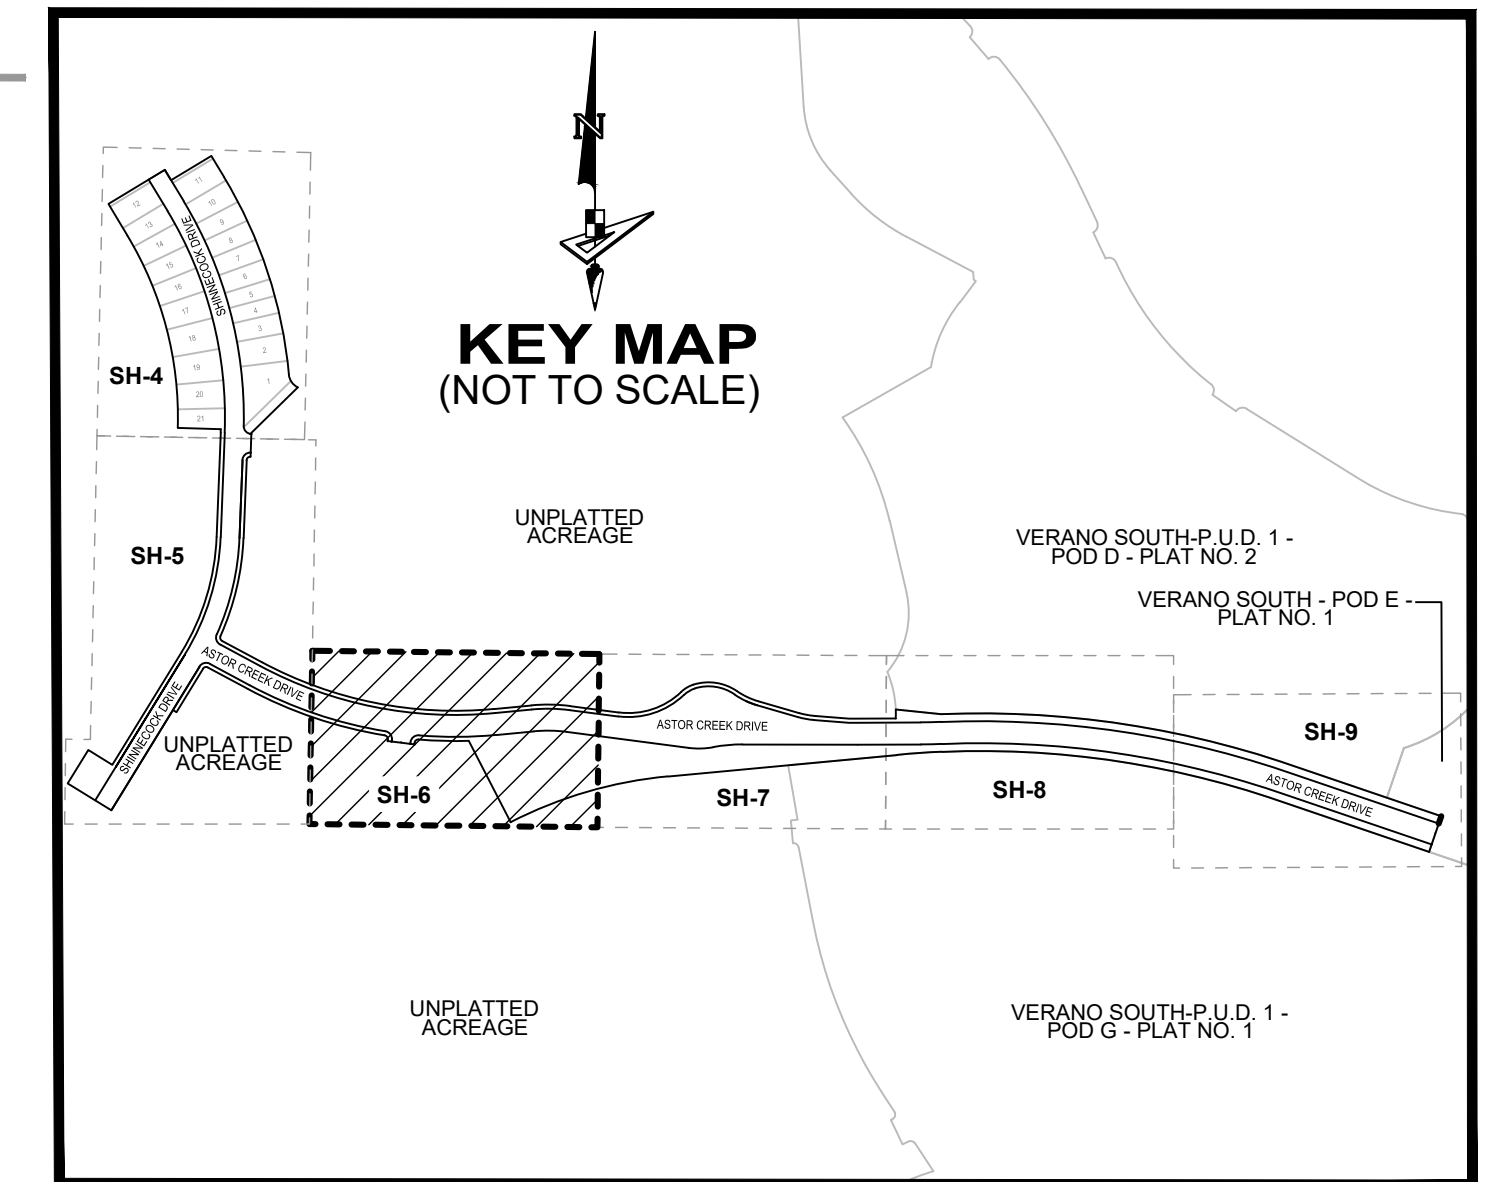 N
KEY MAP
(NOT TO SCALE)
11
10
9
8
7
6
5
4
3
2
1
12
13
14
15
16
17
18
19
20
21
SHINNECOCK DRIVE
SH-4
SH-5
UNPLATTED
ACREAGE
VERANO SOUTH-P.U.D. 1 -
POD D - PLAT NO. 2
VERANO SOUTH - POD E -
PLAT NO. 1
ASTOR CREEK DRIVE
SHINNECOCK DRIVE
UNPLATTED
ACREAGE
SH-6
ASTOR CREEK DRIVE
SH-7
SH-8
SH-9
ASTOR CREEK DRIVE
UNPLATTED
ACREAGE
VERANO SOUTH-P.U.D. 1 -
POD G - PLAT NO. 1